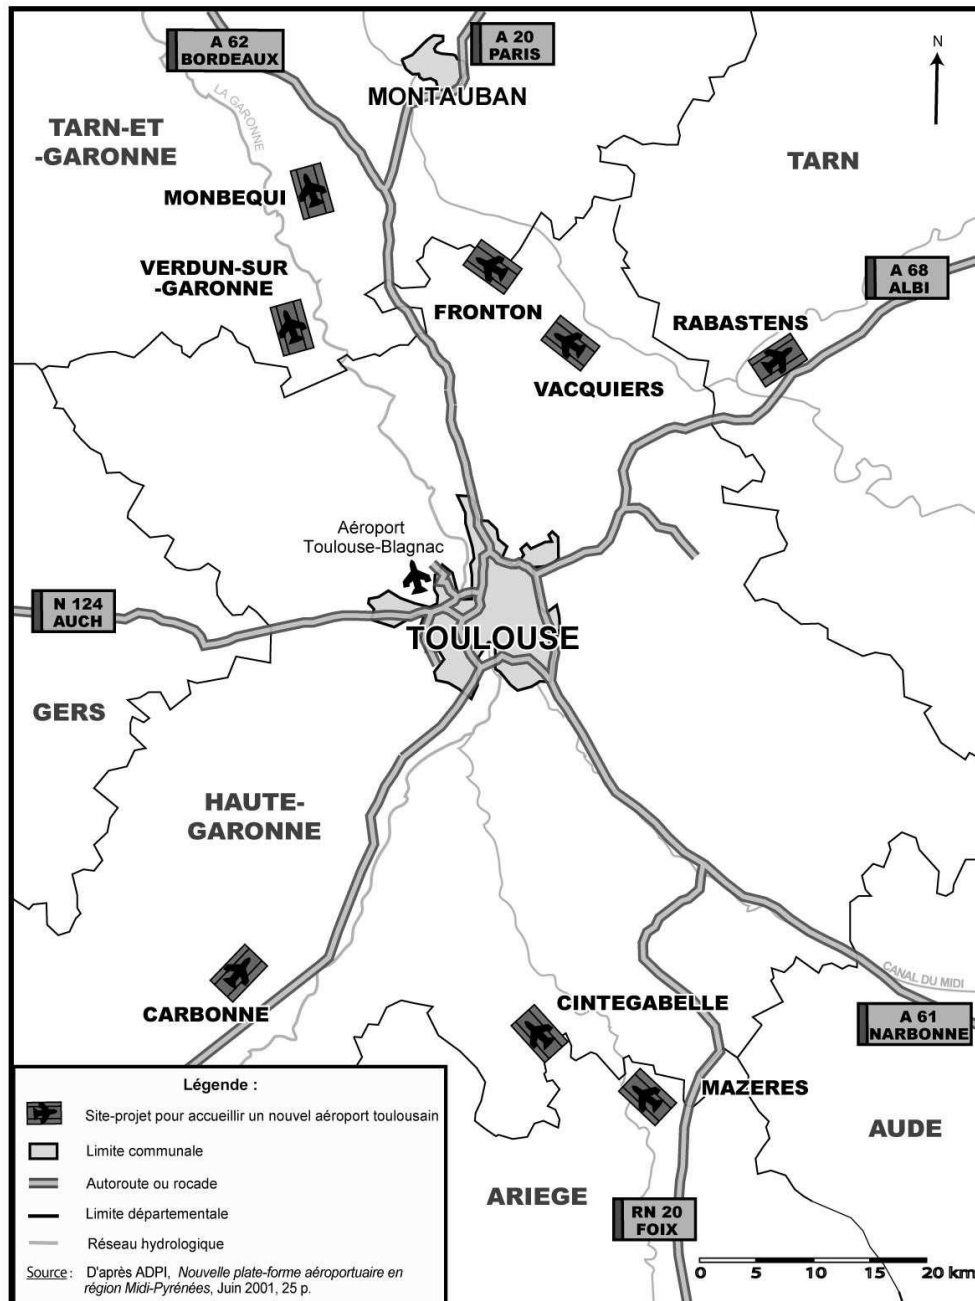 A 62
BORDEAUX
A 20
PARIS
N
MONTAUBAN
LA GARONNE
TARN-ET
-GARONNE
TARN
MONBEQUI
VERDUN-SUR
-GARONNE
FRONTON
A 68
ALBI
RABASTENS
VACQUIERS
Aéroport
Toulouse-Blagnac
N 124
AUCH
TOULOUSE
GERS
HAUTE-
GARONNE
CANAL DU MIDI
CARBONNE
CINTEGABELLE
A 61
NARBONNE
MAZERES
AUDE
ARIEGE
RN 20
FOIX
Légende :
Site-projet pour accueillir un nouvel aéroport toulousain
Limite communale
Autoroute ou rocade
Limite départementale
Réseau hydrologique
Source : D'après ADPI, Nouvelle plate-forme aéroportuaire en
région Midi-Pyrénées, Juin 2001, 25 p.
0 5 10 15 20 km